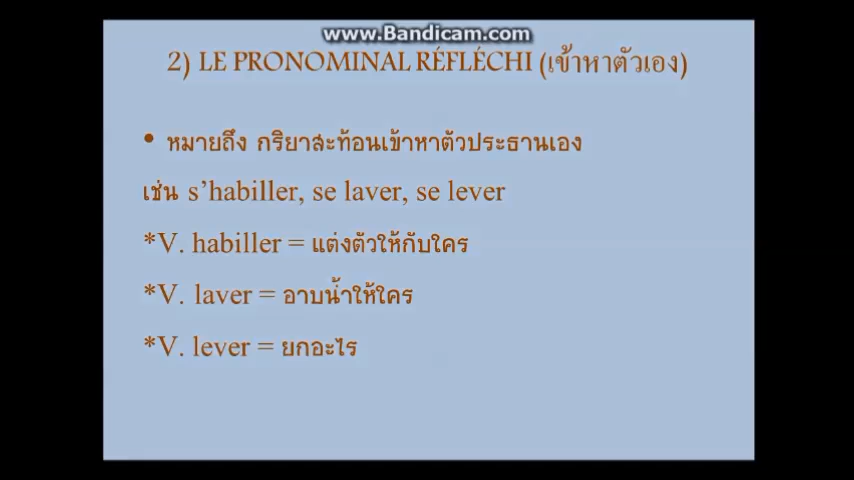 www.Bandicam.com
2) LE PRONOMINAL RÉFLÉCHI (เข้าหาตัวเอง)
• หมายถึง กริยาสะท้อนเข้าหาตัวประธานเอง
เช่น s'habiller, se laver, se lever
*V. habiller = แต่งตัวให้กับใคร
*V. laver = อาบน้ำให้ใคร
*V. lever = ยกอะไร